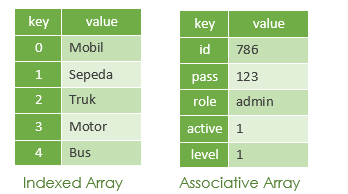 key value
0 Mobil
1 Sepeda
2 Truk
3 Motor
4 Bus
Indexed Array
key value
id 786
pass 123
role admin
active 1
level 1
Associative Array